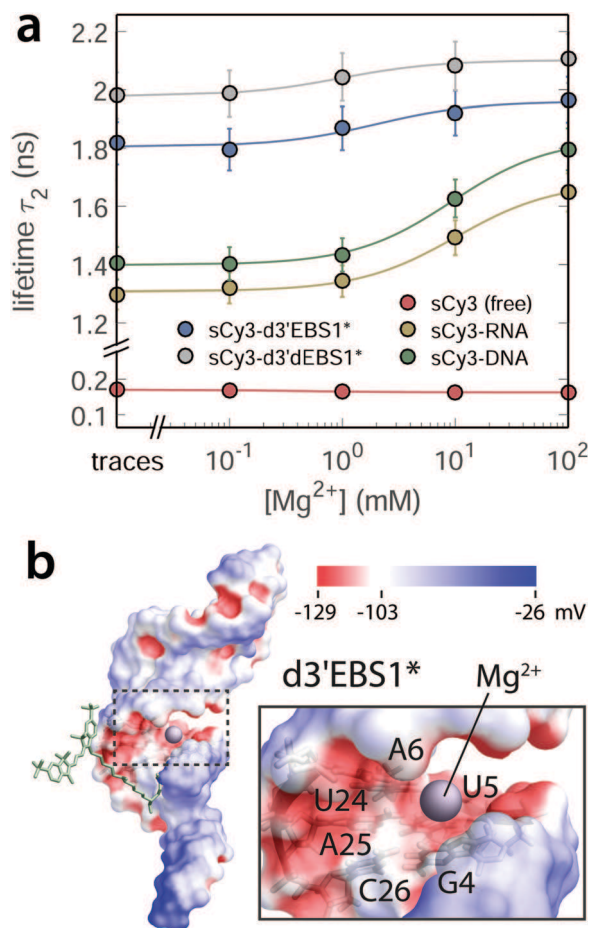 a
lifetime τ₂ (ns)
2.2
2
1.8
1.6
1.4
1.2
0.2
0.1
sCy3-d3'EBS1*
sCy3-d3'dEBS1*
sCy3 (free)
sCy3-RNA
sCy3-DNA
traces
10⁻¹
10⁰
10¹
10²
[Mg²⁺] (mM)
b
-129
-103
-26 mV
d3'EBS1*
Mg²⁺
A6
U24
U5
A25
C26
G4